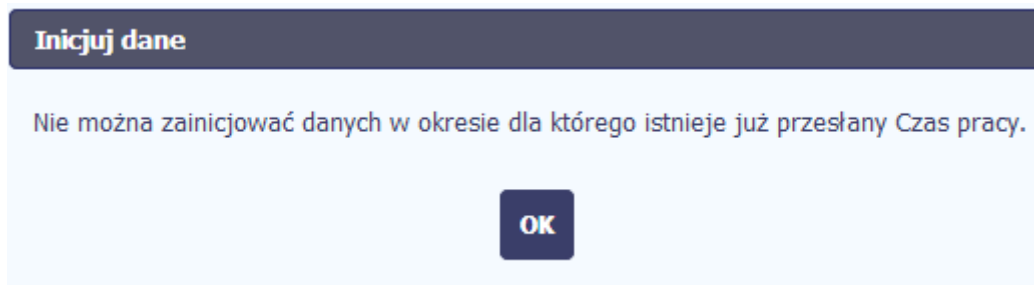 Inicjuj dane
Nie można zainicjować danych w okresie dla którego istnieje już przesłany Czas pracy.
OK